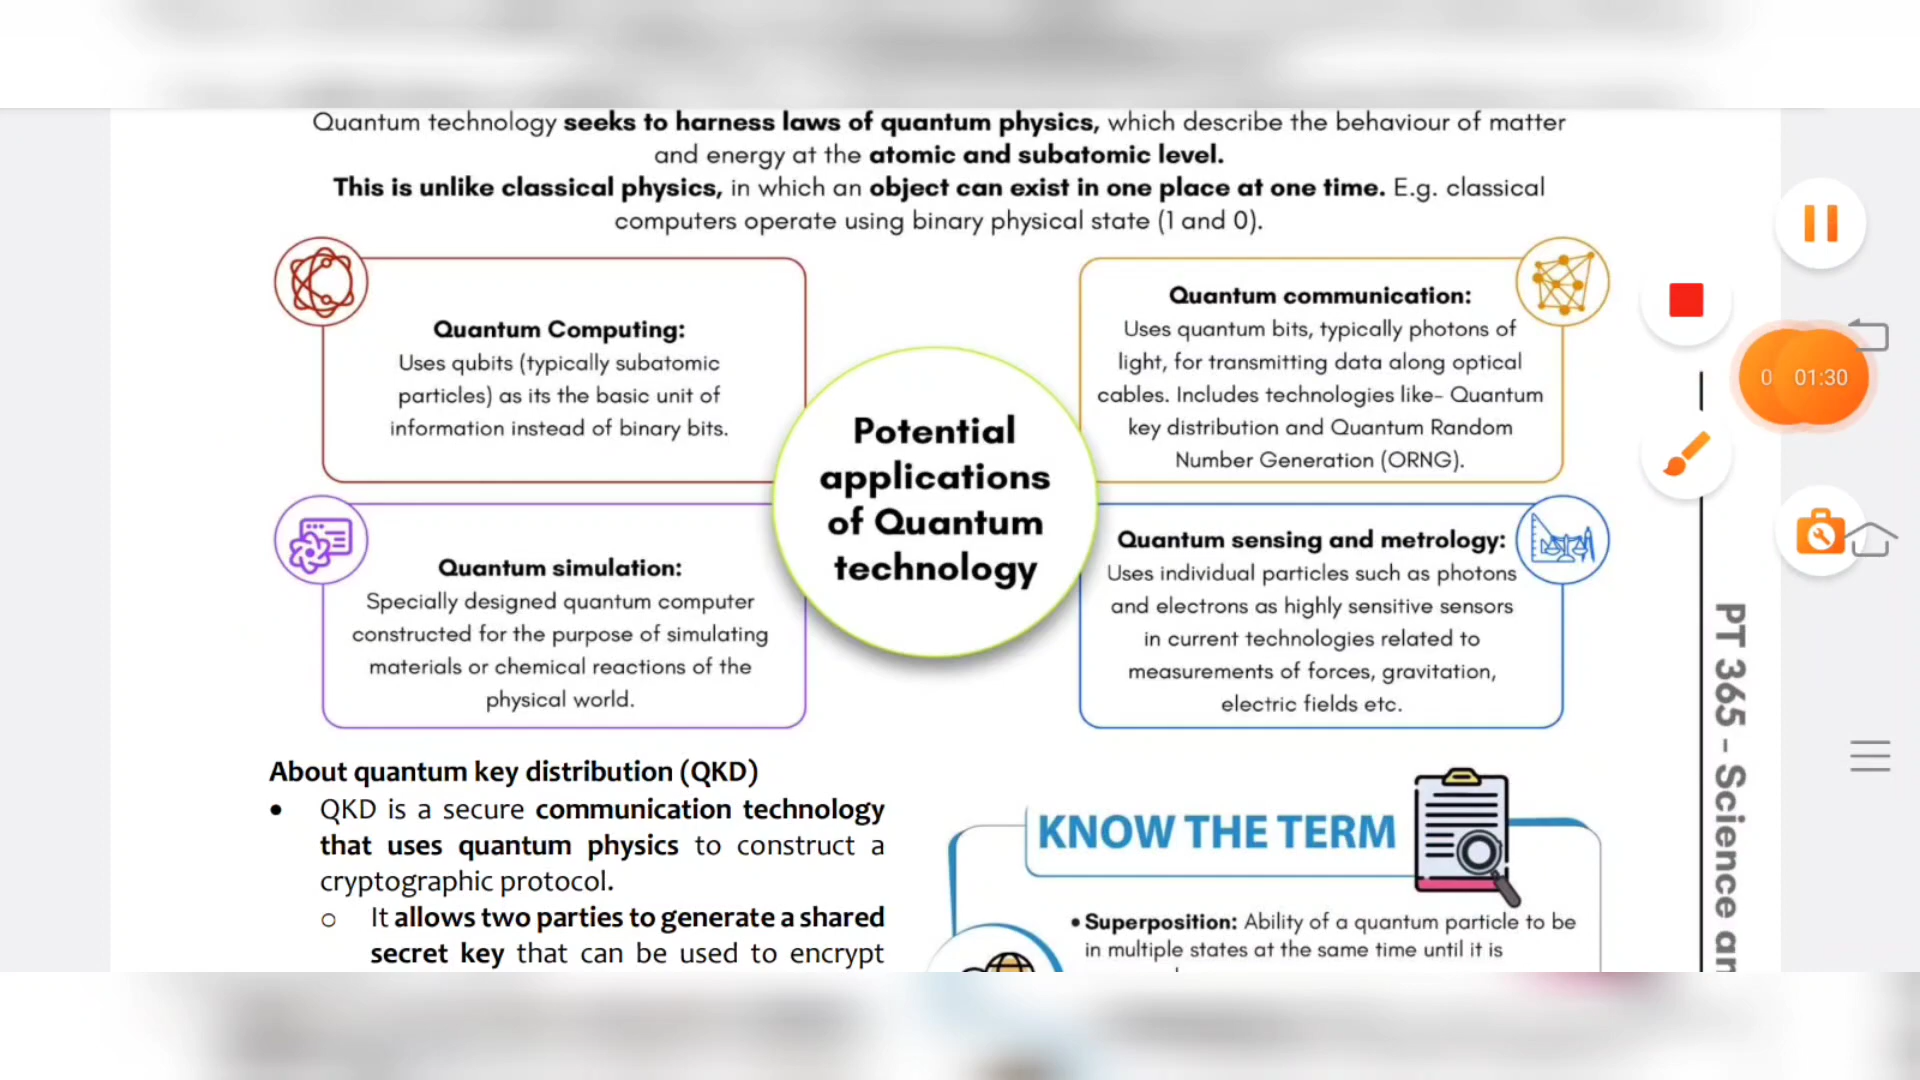 Quantum technology seeks to harness laws of quantum physics, which describe the behaviour of matter
and energy at the atomic and subatomic level.
This is unlike classical physics, in which an object can exist in one place at one time. E.g. classical
computers operate using binary physical state (1 and 0).
Quantum Computing:
Uses qubits (typically subatomic
particles) as its the basic unit of
information instead of binary bits.
Quantum communication:
Uses quantum bits, typically photons of
light, for transmitting data along optical
cables. Includes technologies like- Quantum
key distribution and Quantum Random
Number Generation (ORNG).
Potential
applications
of Quantum
technology
Quantum simulation:
Specially designed quantum computer
constructed for the purpose of simulating
materials or chemical reactions of the
physical world.
Quantum sensing and metrology:
Uses individual particles such as photons
and electrons as highly sensitive sensors
in current technologies related to
measurements of forces, gravitation,
electric fields etc.
About quantum key distribution (QKD)
• QKD is a secure communication technology
that uses quantum physics to construct a
cryptographic protocol.
o It allows two parties to generate a shared
secret key that can be used to encrypt
KNOW THE TERM
• Superposition: Ability of a quantum particle to be
in multiple states at the same time until it is
0 01:30
PT 365 - Science an